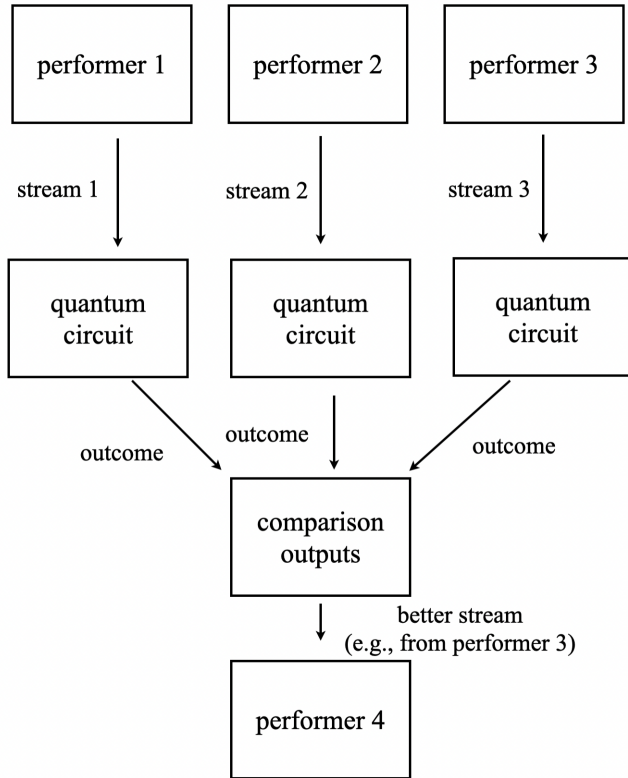 performer 1
performer 2
performer 3
stream 1
stream 2
stream 3
quantum
circuit
quantum
circuit
quantum
circuit
outcome
outcome
outcome
comparison
outputs
better stream
(e.g., from performer 3)
performer 4